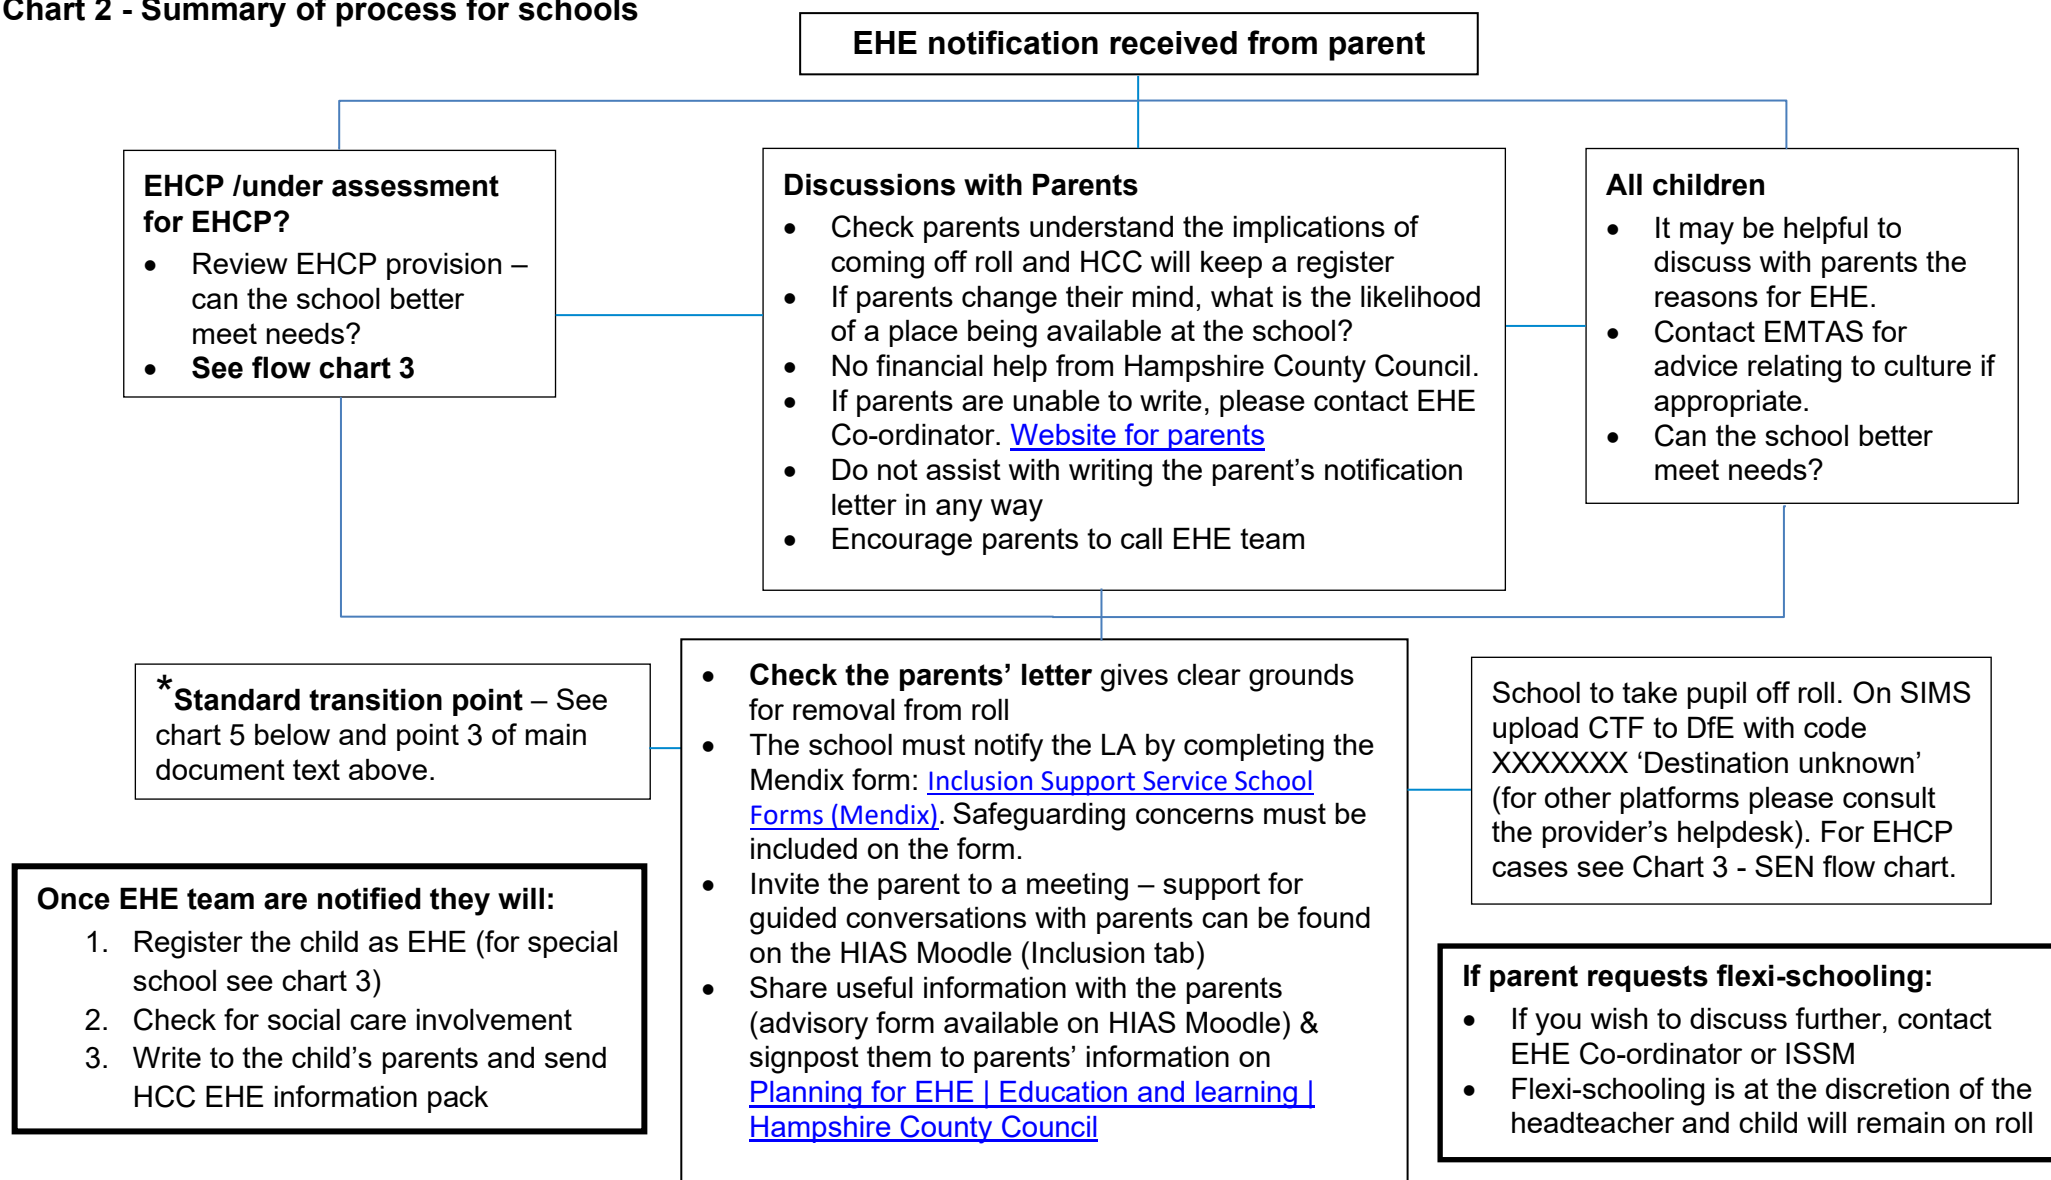 Chart 2 - Summary of process for schools
EHE notification received from parent
EHCP /under assessment
for EHCP?
• Review EHCP provision –
can the school better
meet needs?
• See flow chart 3
Discussions with Parents
• Check parents understand the implications of
coming off roll and HCC will keep a register
• If parents change their mind, what is the likelihood
of a place being available at the school?
• No financial help from Hampshire County Council.
• If parents are unable to write, please contact EHE
Co-ordinator. Website for parents
• Do not assist with writing the parent’s notification
letter in any way
• Encourage parents to call EHE team
All children
• It may be helpful to
discuss with parents the
reasons for EHE.
• Contact EMTAS for
advice relating to culture if
appropriate.
• Can the school better
meet needs?
*Standard transition point – See
chart 5 below and point 3 of main
document text above.
• Check the parents’ letter gives clear grounds
for removal from roll
• The school must notify the LA by completing the
Mendix form: Inclusion Support Service School
Forms (Mendix). Safeguarding concerns must be
included on the form.
• Invite the parent to a meeting – support for
guided conversations with parents can be found
on the HIAS Moodle (Inclusion tab)
• Share useful information with the parents
(advisory form available on HIAS Moodle) &
signpost them to parents’ information on
Planning for EHE | Education and learning |
Hampshire County Council
School to take pupil off roll. On SIMS
upload CTF to DfE with code
XXXXXXX ‘Destination unknown’
(for other platforms please consult
the provider’s helpdesk). For EHCP
cases see Chart 3 - SEN flow chart.
Once EHE team are notified they will:
1. Register the child as EHE (for special
school see chart 3)
2. Check for social care involvement
3. Write to the child’s parents and send
HCC EHE information pack
If parent requests flexi-schooling:
• If you wish to discuss further, contact
EHE Co-ordinator or ISSM
• Flexi-schooling is at the discretion of the
headteacher and child will remain on roll